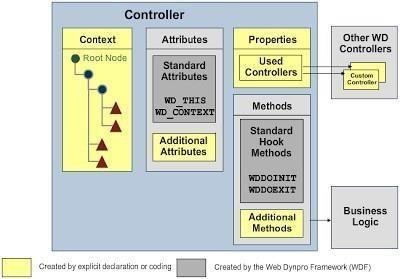 Controller
Context
Root Node
Attributes
Standard
Attributes
WD_THIS
WD_CONTEXT
Additional
Attributes
Properties
Used
Controllers
Methods
Standard
Hook
Methods
WDDOINIT
WDDOEXIT
Additional
Methods
Other WD
Controllers
Custom
Controller
Business
Logic
Created by explicit declaration or coding
Created by the Web Dynpro Framework (WDF)